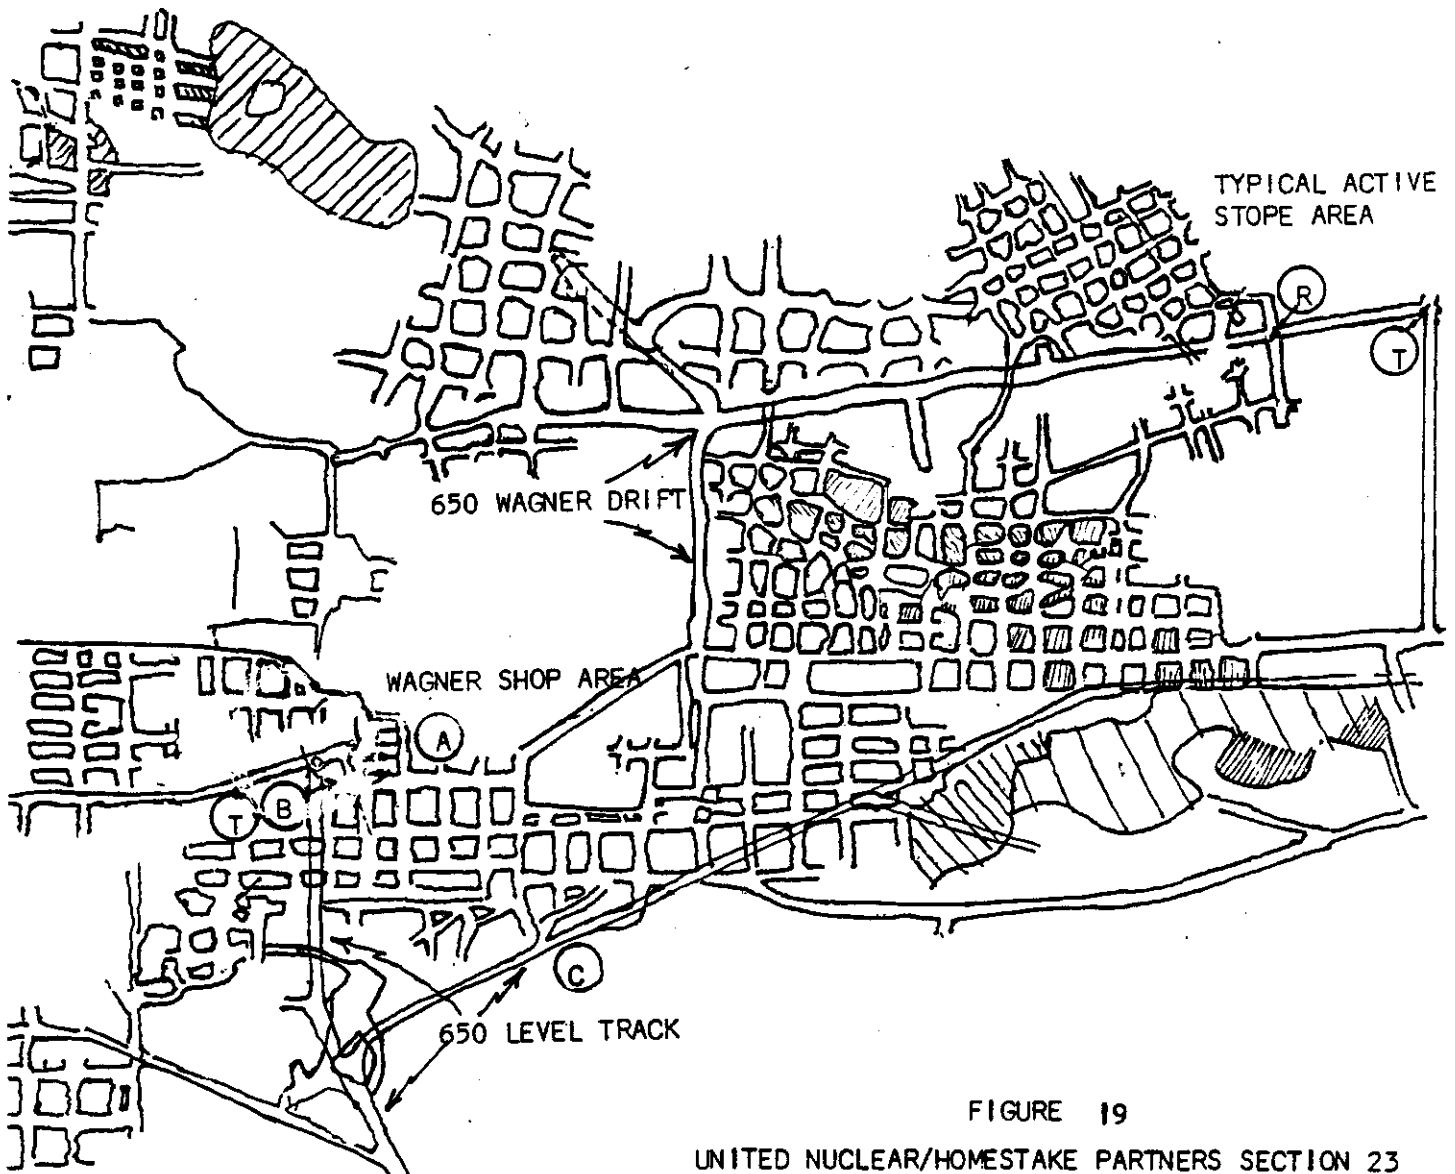 TYPICAL ACTIVE
STOPE AREA
R
T
650 WAGNER DRIFT
WAGNER SHOP AREA
A
T
B
C
650 LEVEL TRACK
FIGURE 19
UNITED NUCLEAR/HOMESTAKE PARTNERS SECTION 23